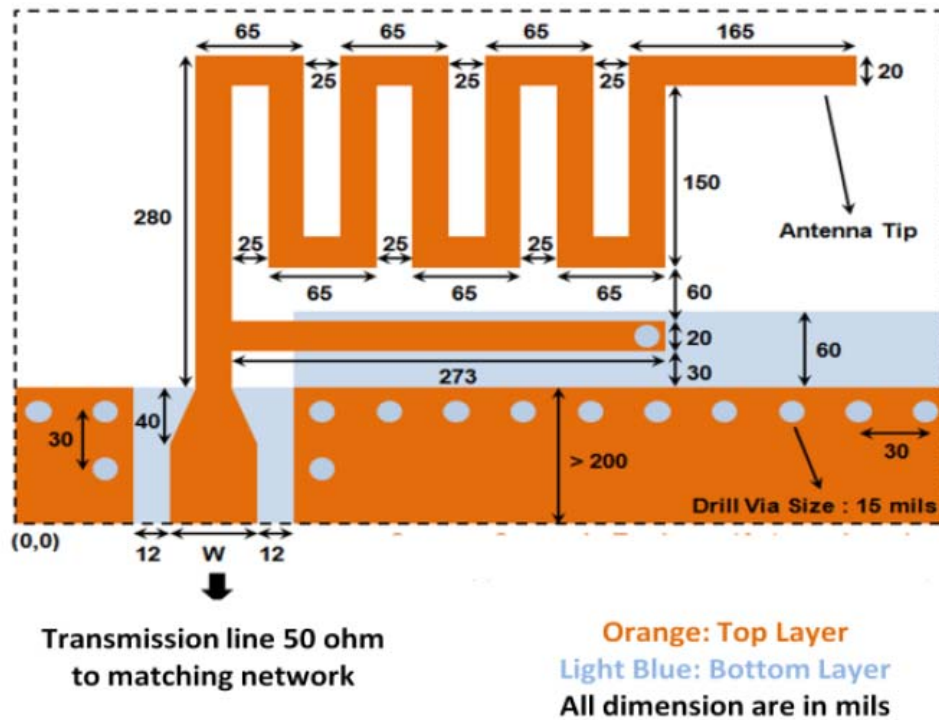 65 65 65 165
25 25 25 20
280 150
Antenna Tip
25 25 25
65 65 65 60
20 60
273 30
40
30 > 200 30
Drill Via Size : 15 mils
(0,0)
12 W 12
Transmission line 50 ohm
to matching network
Orange: Top Layer
Light Blue: Bottom Layer
All dimension are in mils